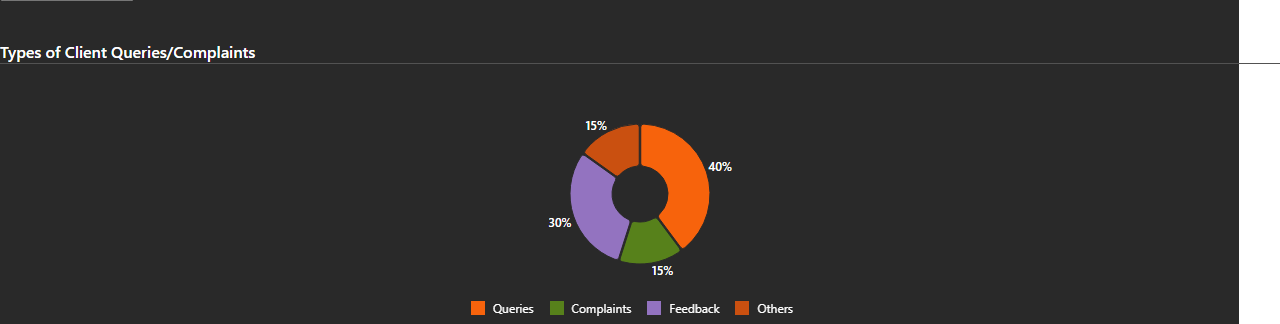 Types of Client Queries/Complaints
15%
40%
30%
15%
Queries Complaints Feedback Others